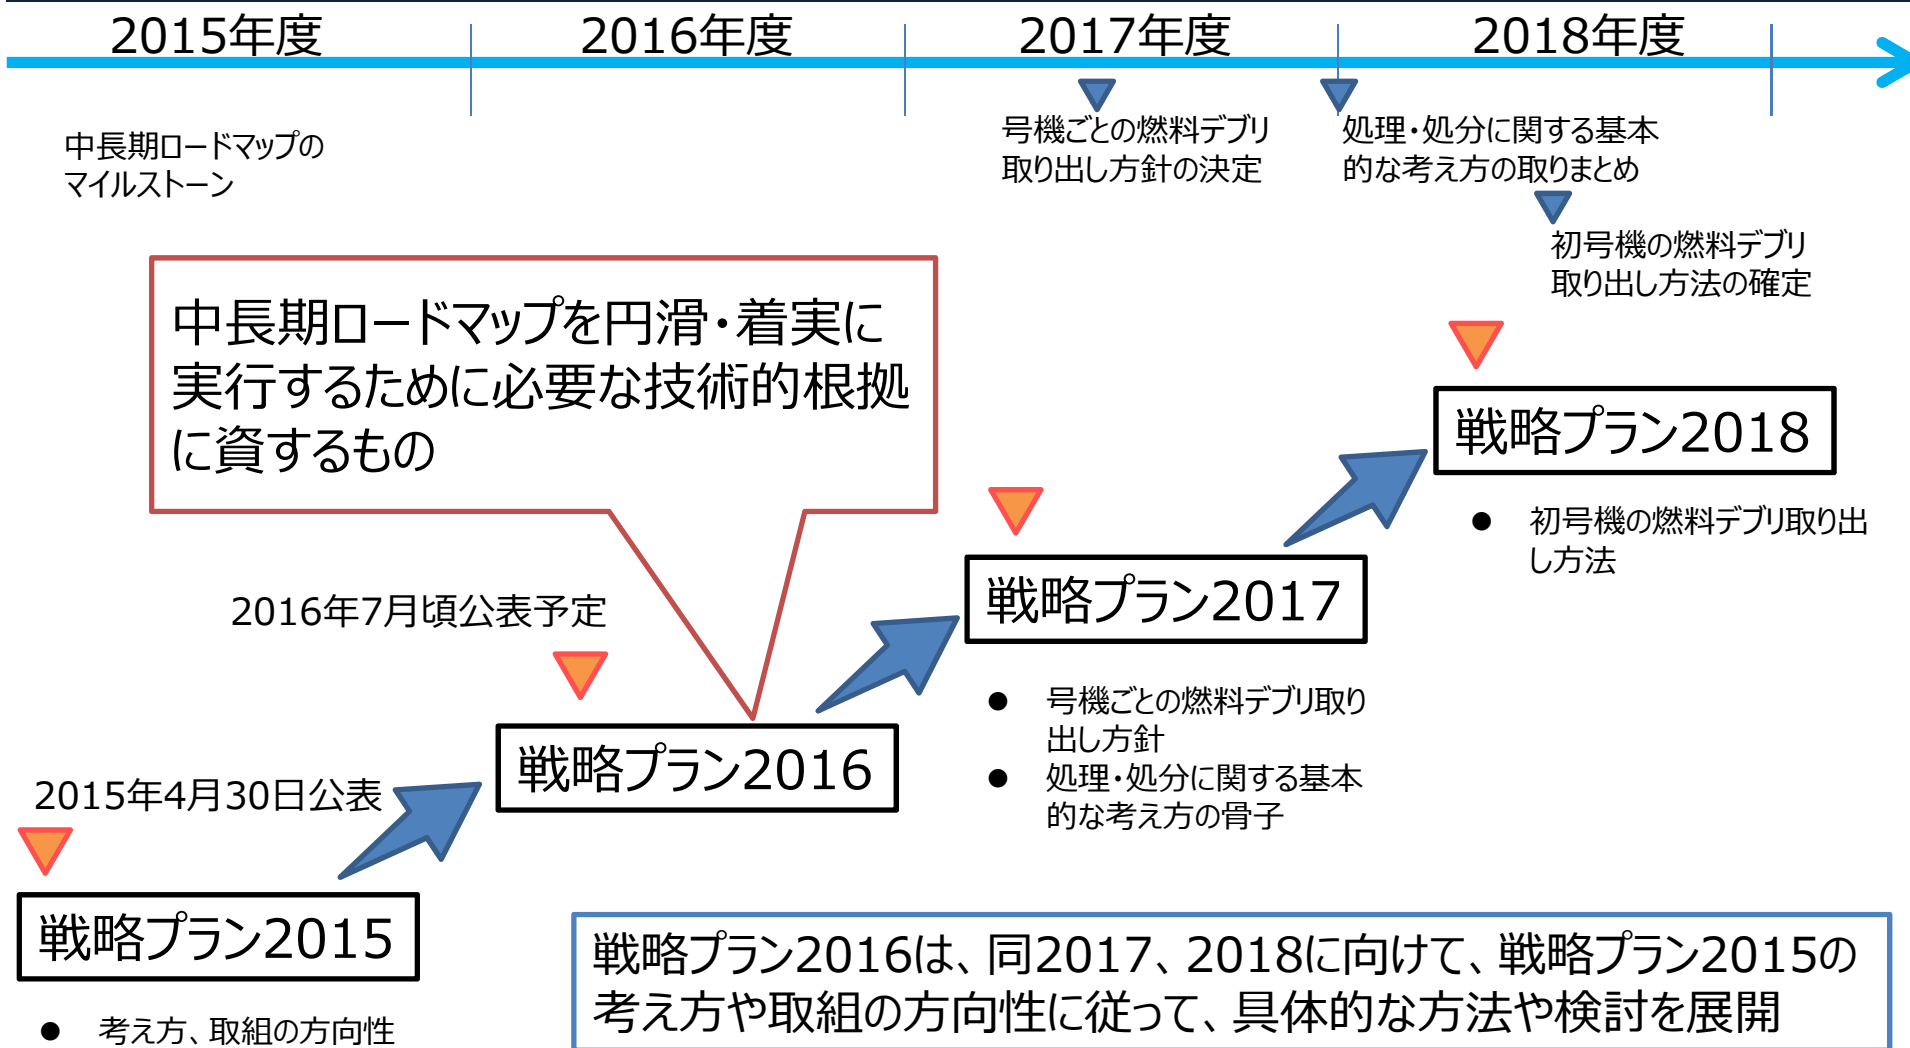 2015年度
2016年度
2017年度
2018年度
中長期ロードマップの
マイルストーン
号機ごとの燃料デブリ
取り出し方針の決定
処理・処分に関する基本
的な考え方の取りまとめ
初号機の燃料デブリ
取り出し方法の確定
中長期ロードマップを円滑・着実に
実行するために必要な技術的根拠
に資するもの
戦略プラン2018
● 初号機の燃料デブリ取り出
し方法
戦略プラン2017
● 号機ごとの燃料デブリ取り
出し方針
● 処理・処分に関する基本
的な考え方の骨子
2016年7月頃公表予定
戦略プラン2016
2015年4月30日公表
戦略プラン2015
● 考え方、取組の方向性
戦略プラン2016は、同2017、2018に向けて、戦略プラン2015の
考え方や取組の方向性に従って、具体的な方法や検討を展開